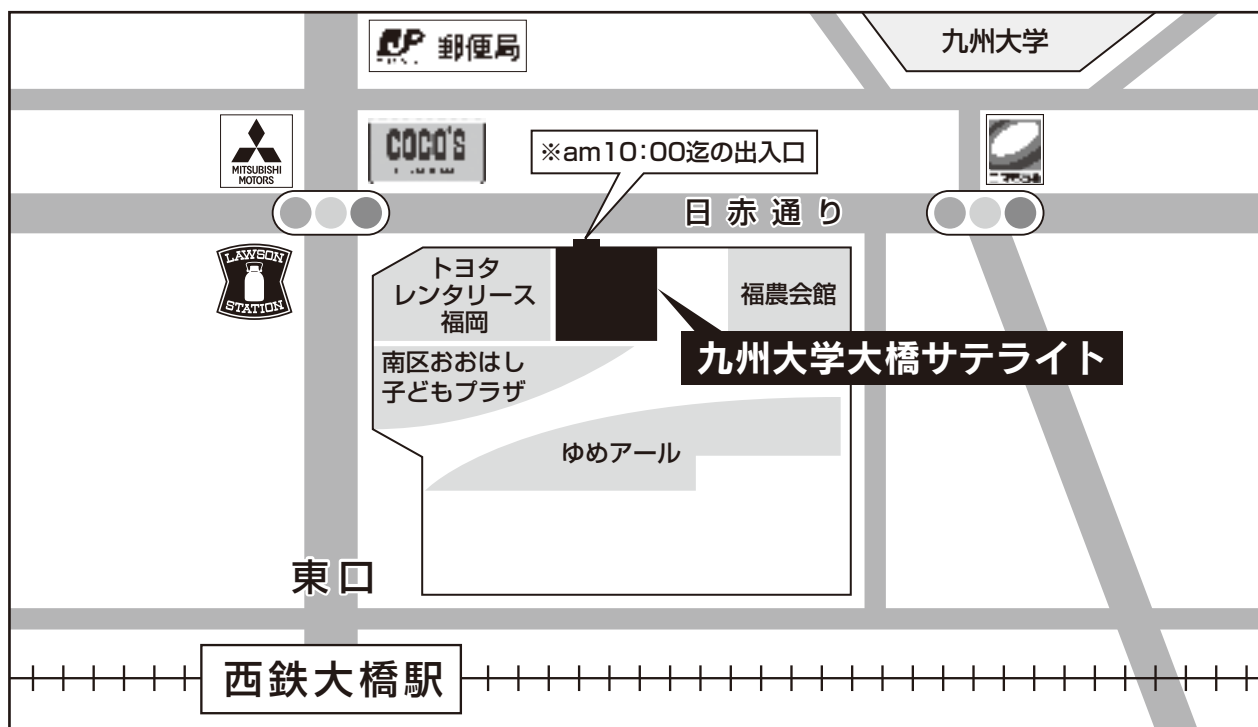 九州大学
JP 郵便局
MITSUBISHI
MOTORS
COCO'S
※am10:00迄の出入口
日赤通り
LAWSON
STATION
トヨタ
レンタリース
福岡
福農会館
九州大学大橋サテライト
南区おおはし
子どもプラザ
ゆめアール
東口
西鉄大橋駅